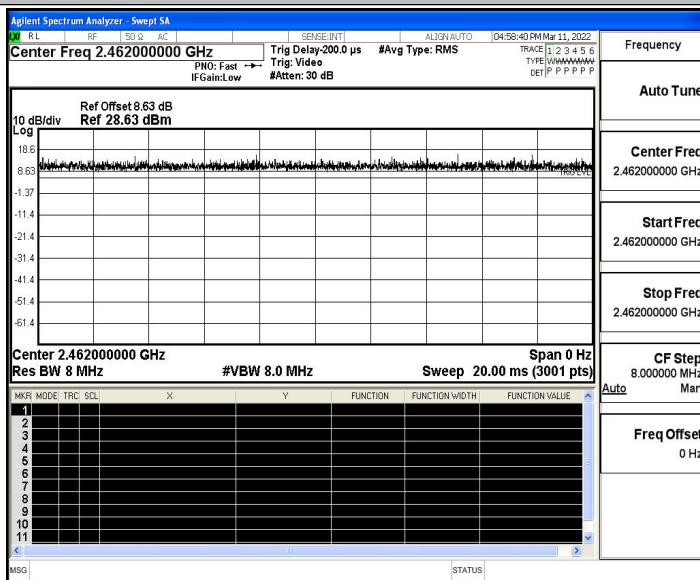 Agilent Spectrum Analyzer - Swept SA
LXI RL RF 50 Ω AC SENSE:INT ALIGN AUTO 04:58:40 PM Mar 11, 2022
Center Freq 2.462000000 GHz
PNO: Fast
IFGain:Low
Trig Delay-200.0 µs
Trig: Video
#Atten: 30 dB
#Avg Type: RMS
TRACE 1 2 3 4 5 6
TYPE
DET P P P P P P
Ref Offset 8.63 dB
10 dB/div Ref 28.63 dBm
Log
18.6
8.63
-1.37
-11.4
-21.4
-31.4
-41.4
-51.4
-61.4
TRIG LVL
Center 2.462000000 GHz Span 0 Hz
Res BW 8 MHz #VBW 8.0 MHz Sweep 20.00 ms (3001 pts)
MKR MODE TRC SCL X Y FUNCTION FUNCTION WIDTH FUNCTION VALUE
1
2
3
4
5
6
7
8
9
10
11
MSG STATUS
Frequency
Auto Tune
Center Freq
2.462000000 GHz
Start Freq
2.462000000 GHz
Stop Freq
2.462000000 GHz
CF Step
8.000000 MHz
Auto Man
Freq Offset
0 Hz